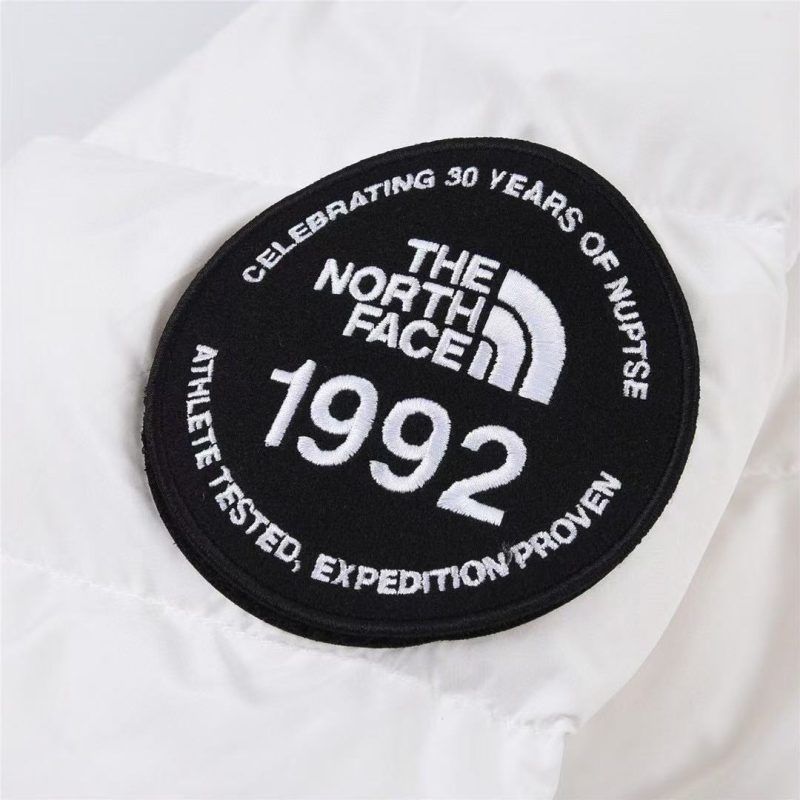 CELEBRATING 30 YEARS OF NUPTSE
THE
NORTH
FACE
1992
ATHLETE TESTED, EXPEDITION PROVEN